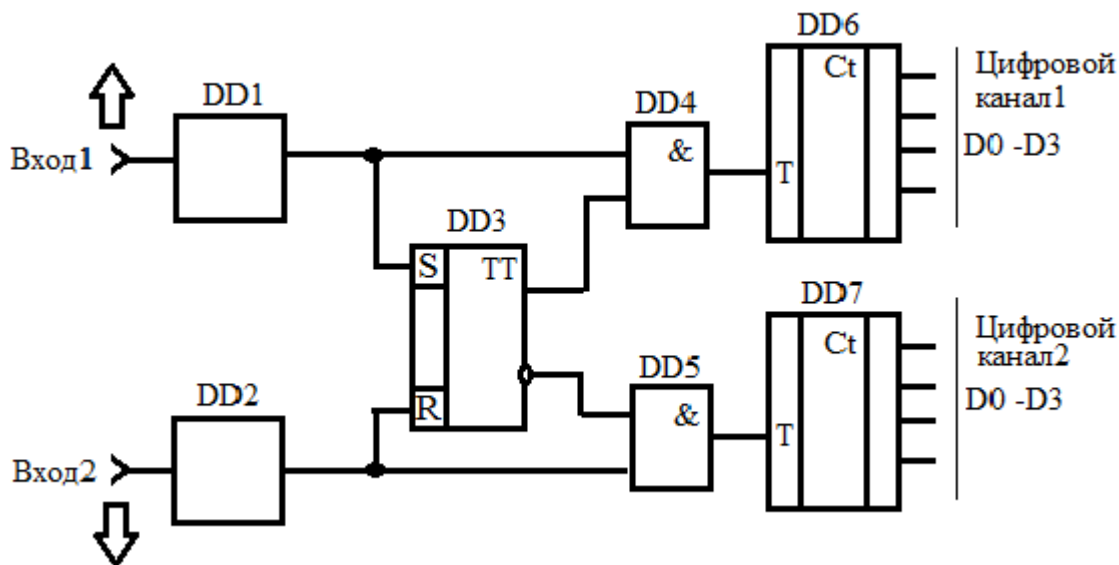 DD6
Ct
Цифровой
канал1
D0 -D3
DD1
DD4
Вход1
&
T
DD3
S
TT
DD7
Ct
Цифровой
канал2
D0 -D3
DD5
DD2
R
&
T
Вход2